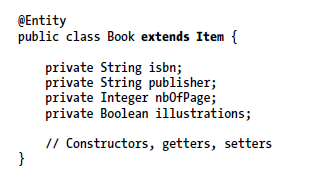 @Entity
public class Book extends Item {
private String isbn;
private String publisher;
private Integer nbOfPage;
private Boolean illustrations;
// Constructors, getters, setters
}